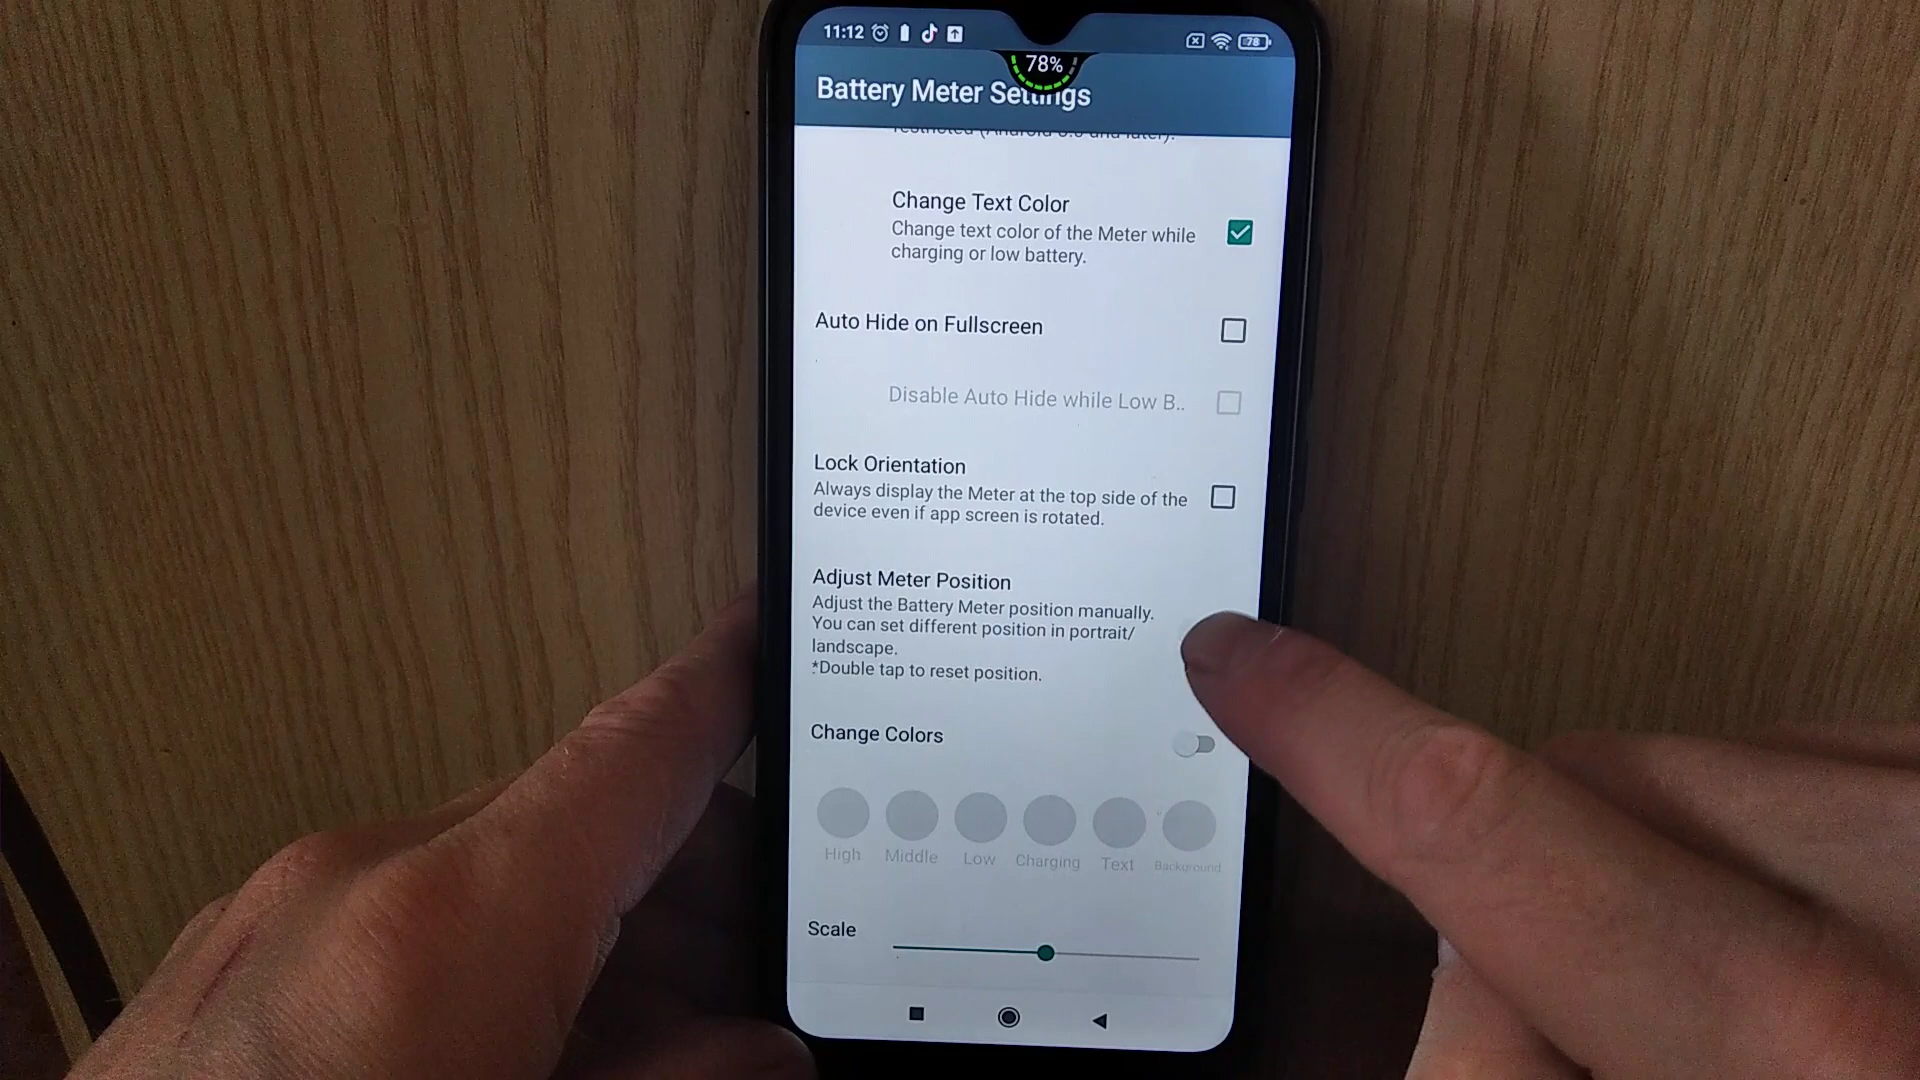 11:12
78
78%
Battery Meter Settings
restricted (Android 8.0 and later).
Change Text Color
Change text color of the Meter while
charging or low battery.
Auto Hide on Fullscreen
Disable Auto Hide while Low B..
Lock Orientation
Always display the Meter at the top side of the
device even if app screen is rotated.
Adjust Meter Position
Adjust the Battery Meter position manually.
You can set different position in portrait/
landscape.
*Double tap to reset position.
Change Colors
High Middle Low Charging Text Background
Scale